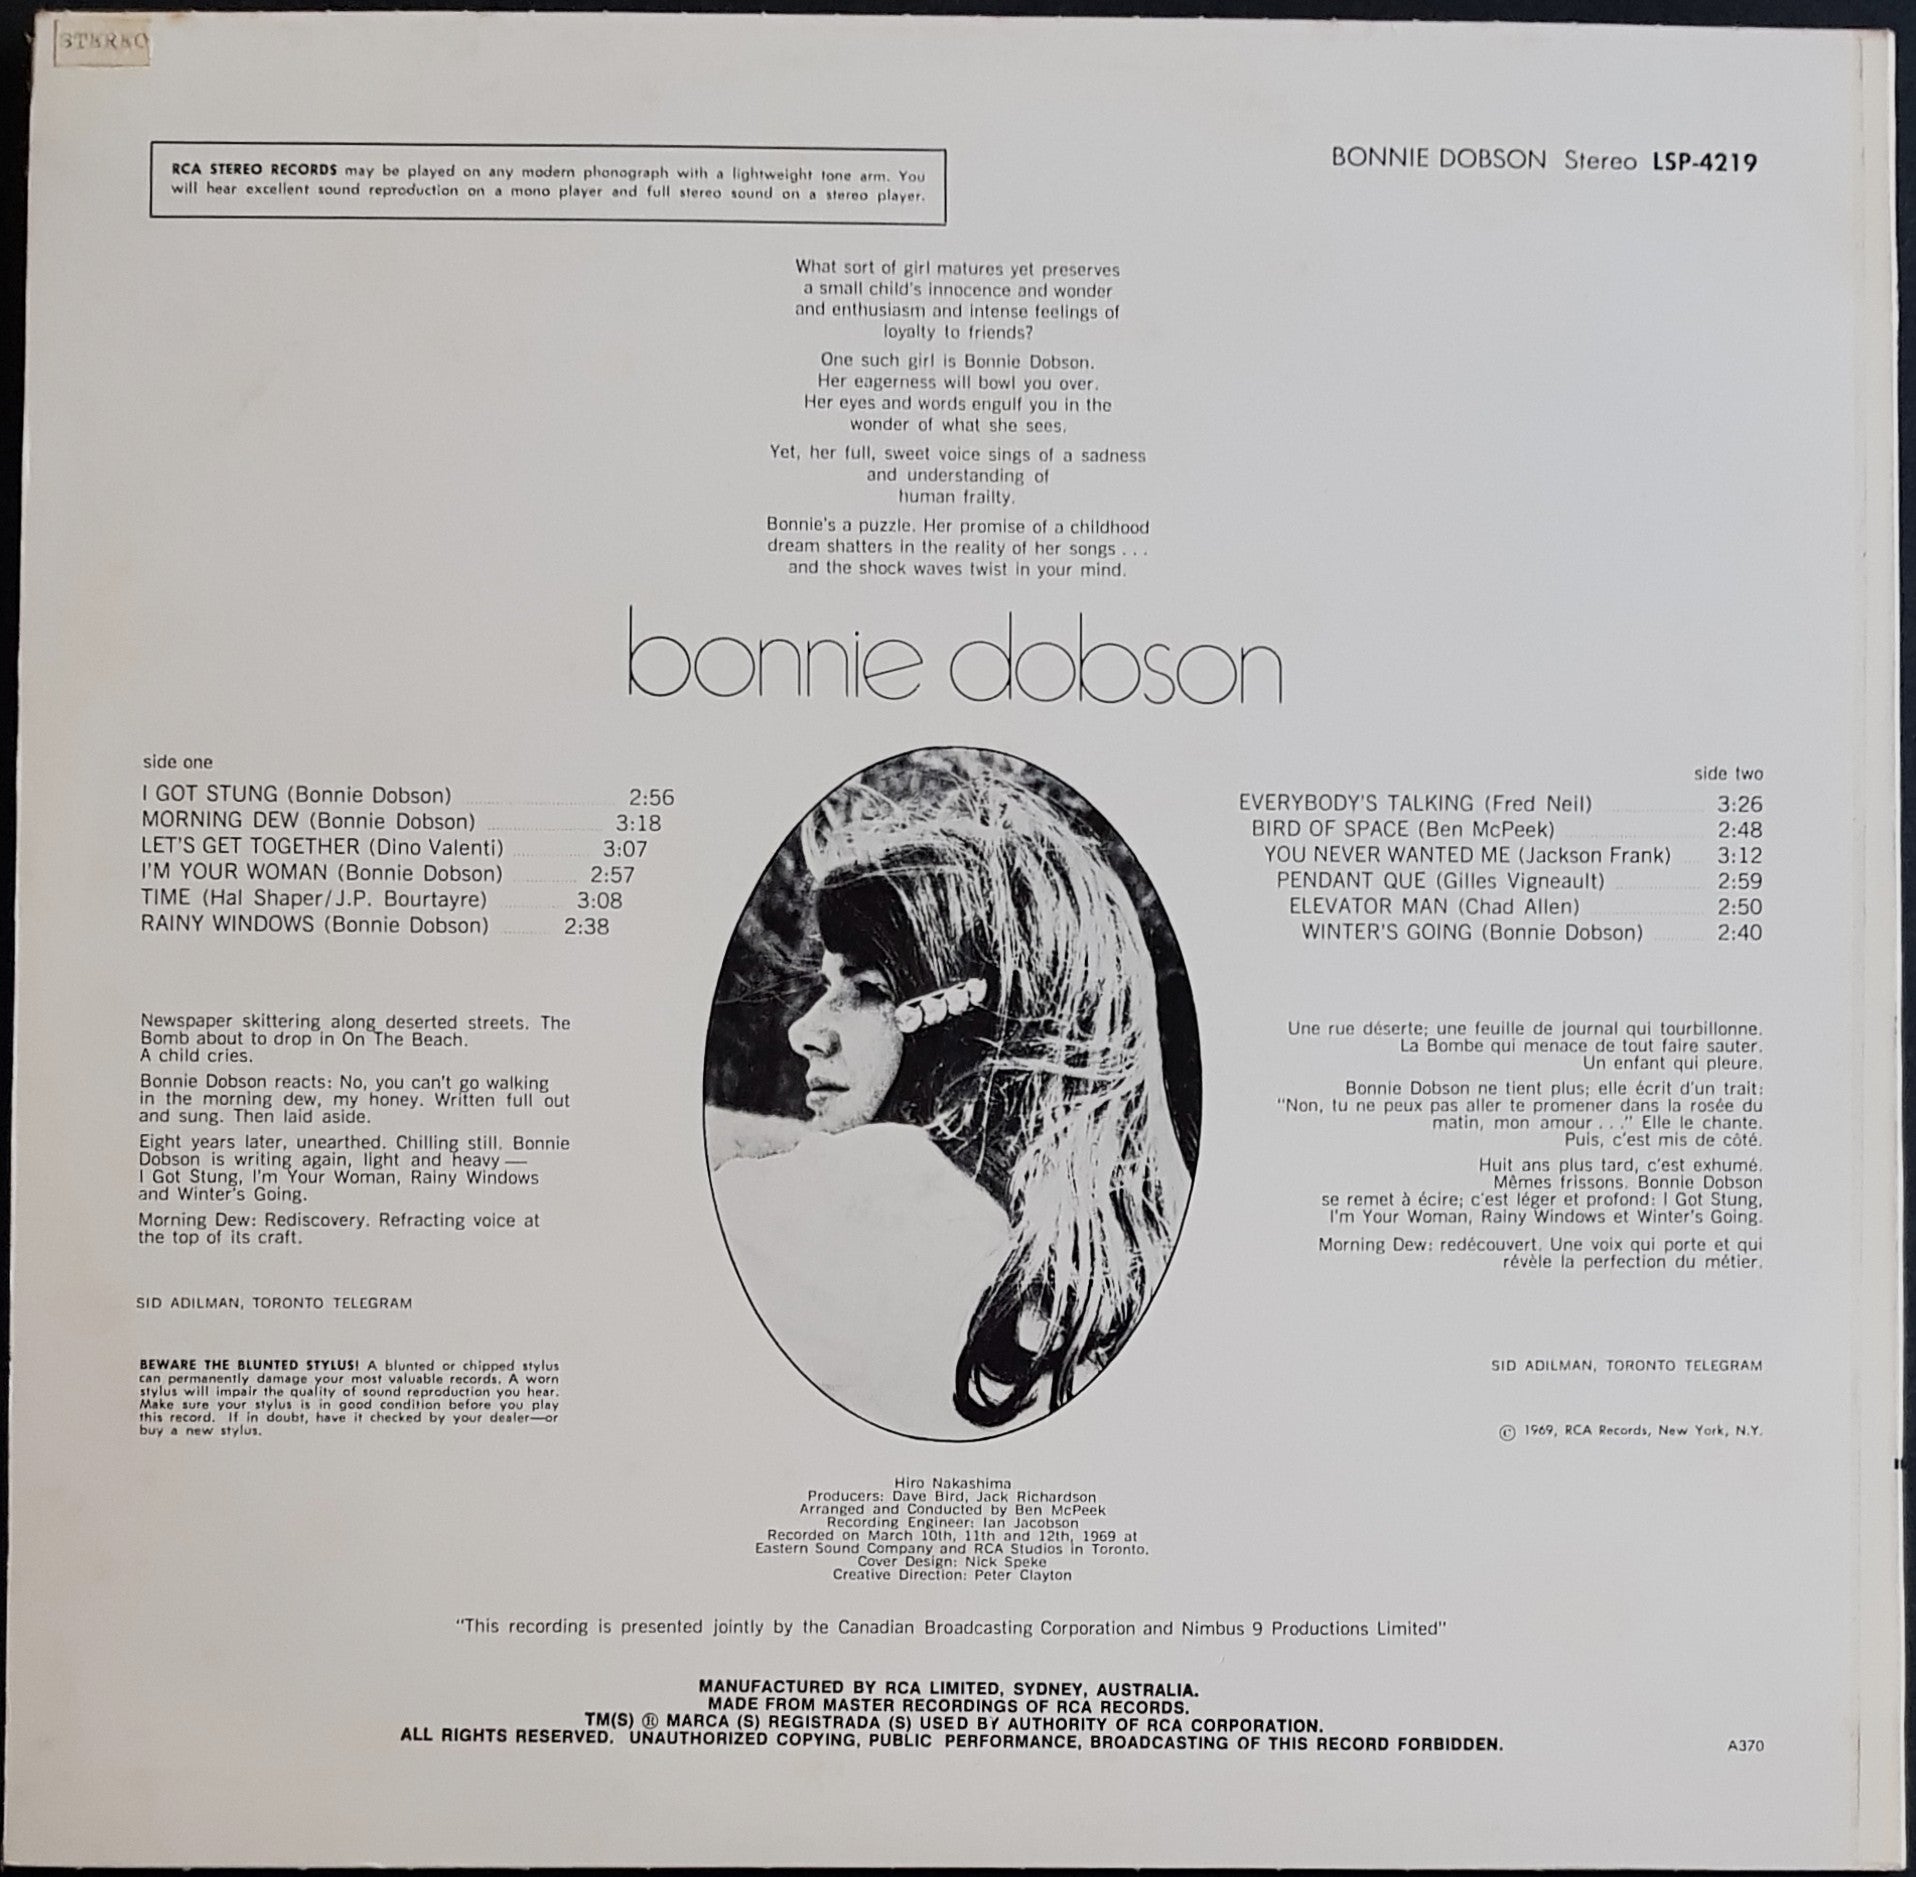 STEREO
RCA STEREO RECORDS may be played on any modern phonograph with a lightweight tone arm. You
will hear excellent sound reproduction on a mono player and full stereo sound on a stereo player.
BONNIE DOBSON Stereo LSP-4219
What sort of girl matures yet preserves
a small child's innocence and wonder
and enthusiasm and intense feelings of
loyalty to friends?
One such girl is Bonnie Dobson.
Her eagerness will bowl you over.
Her eyes and words engulf you in the
wonder of what she sees.
Yet, her full, sweet voice sings of a sadness
and understanding of
human frailty.
Bonnie's a puzzle. Her promise of a childhood
dream shatters in the reality of her songs . . .
and the shock waves twist in your mind.
bonnie dobson
side one
I GOT STUNG (Bonnie Dobson) 2:56
MORNING DEW (Bonnie Dobson) 3:18
LET'S GET TOGETHER (Dino Valenti) 3:07
I'M YOUR WOMAN (Bonnie Dobson) 2:57
TIME (Hal Shaper/J.P. Bourtayre) 3:08
RAINY WINDOWS (Bonnie Dobson) 2:38
side two
EVERYBODY'S TALKING (Fred Neil) 3:26
BIRD OF SPACE (Ben McPeek) 2:48
YOU NEVER WANTED ME (Jackson Frank) 3:12
PENDANT QUE (Gilles Vigneault) 2:59
ELEVATOR MAN (Chad Allen) 2:50
WINTER'S GOING (Bonnie Dobson) 2:40
Newspaper skittering along deserted streets. The
Bomb about to drop in On The Beach.
A child cries.
Bonnie Dobson reacts: No, you can't go walking
in the morning dew, my honey. Written full out
and sung. Then laid aside.
Eight years later, unearthed. Chilling still. Bonnie
Dobson is writing again, light and heavy —
I Got Stung, I'm Your Woman, Rainy Windows
and Winter's Going.
Morning Dew: Rediscovery. Refracting voice at
the top of its craft.
SID ADILMAN, TORONTO TELEGRAM
BEWARE THE BLUNTED STYLUS! A blunted or chipped stylus
can permanently damage your most valuable records. A worn
stylus will impair the quality of sound reproduction you hear.
Make sure your stylus is in good condition before you play
this record. If in doubt, have it checked by your dealer—or
buy a new stylus.
Une rue déserte; une feuille de journal qui tourbillonne.
La Bombe qui menace de tout faire sauter.
Un enfant qui pleure.
Bonnie Dobson ne tient plus; elle écrit d'un trait:
"Non, tu ne peux pas aller te promener dans la rosée du
matin, mon amour . . ." Elle le chante.
Puis, c'est mis de côté.
Huit ans plus tard, c'est exhumé.
Mêmes frissons. Bonnie Dobson
se remet à écire; c'est léger et profond: I Got Stung,
I'm Your Woman, Rainy Windows et Winter's Going.
Morning Dew: redécouvert. Une voix qui porte et qui
révèle la perfection du métier.
SID ADILMAN, TORONTO TELEGRAM
© 1969, RCA Records, New York, N.Y.
Hiro Nakashima
Producers: Dave Bird, Jack Richardson
Arranged and Conducted by Ben McPeek
Recording Engineer: Ian Jacobson
Recorded on March 10th, 11th and 12th, 1969 at
Eastern Sound Company and RCA Studios in Toronto.
Cover Design: Nick Speke
Creative Direction: Peter Clayton
"This recording is presented jointly by the Canadian Broadcasting Corporation and Nimbus 9 Productions Limited"
MANUFACTURED BY RCA LIMITED, SYDNEY, AUSTRALIA.
MADE FROM MASTER RECORDINGS OF RCA RECORDS.
TM(S) ® MARCA (S) REGISTRADA (S) USED BY AUTHORITY OF RCA CORPORATION.
ALL RIGHTS RESERVED. UNAUTHORIZED COPYING, PUBLIC PERFORMANCE, BROADCASTING OF THIS RECORD FORBIDDEN.
A370